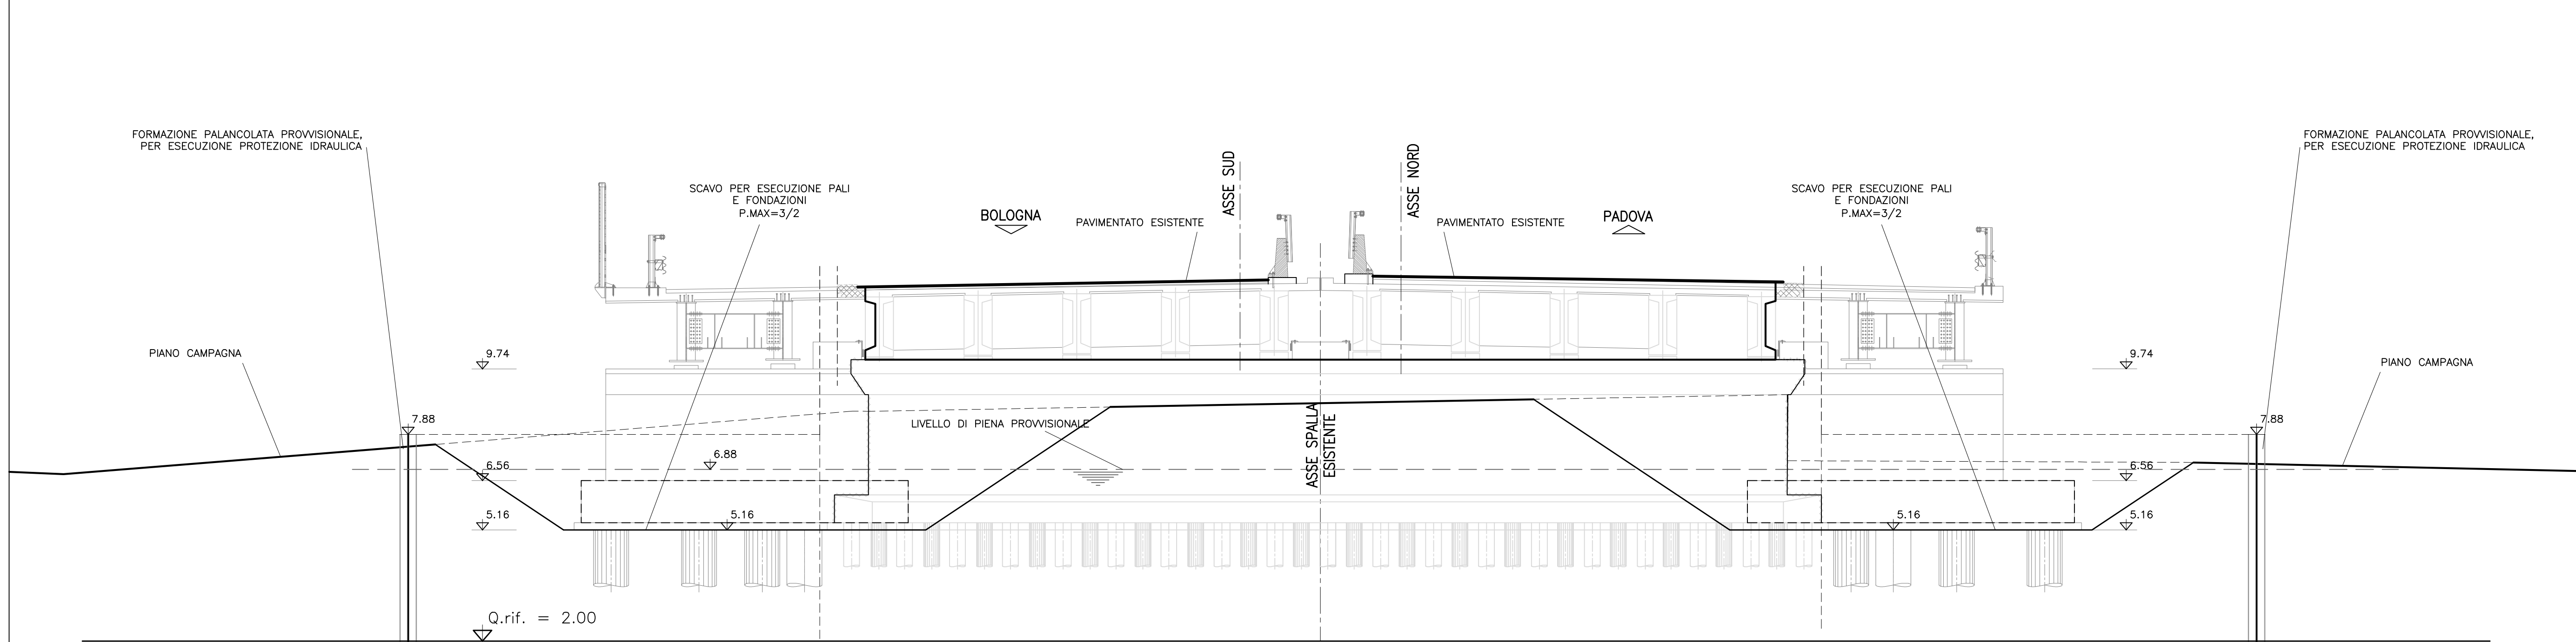 FORMAZIONE PALANCOLATA PROVVISIONALE,
PER ESECUZIONE PROTEZIONE IDRAULICA
FORMAZIONE PALANCOLATA PROVVISIONALE,
PER ESECUZIONE PROTEZIONE IDRAULICA
SCAVO PER ESECUZIONE PALI
E FONDAZIONI
P.MAX=3/2
BOLOGNA
PAVIMENTATO ESISTENTE
ASSE SUD
ASSE NORD
PAVIMENTATO ESISTENTE
PADOVA
SCAVO PER ESECUZIONE PALI
E FONDAZIONI
P.MAX=3/2
PIANO CAMPAGNA
9.74
9.74
PIANO CAMPAGNA
7.88
LIVELLO DI PIENA PROVVISIONALE
ASSE SPALLA
ESISTENTE
7.88
6.56
6.88
6.56
5.16
5.16
5.16
5.16
Q.rif. = 2.00